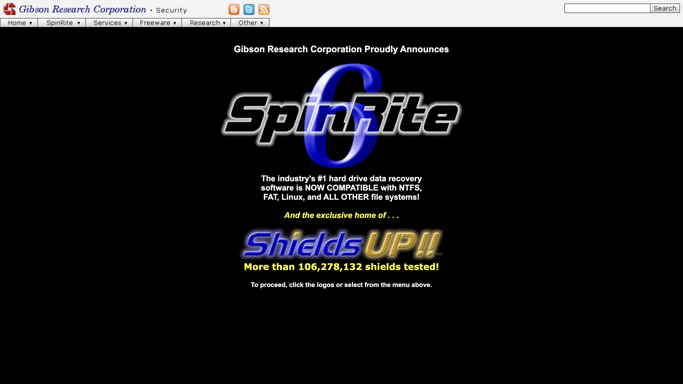 Gibson Research Corporation • Security
Search
Home ▾ SpinRite ▾ Services ▾ Freeware ▾ Research ▾ Other ▾
Gibson Research Corporation Proudly Announces
SpinRite 6
The industry's #1 hard drive data recovery
software is NOW COMPATIBLE with NTFS,
FAT, Linux, and ALL OTHER file systems!
And the exclusive home of . . .
Shields UP!!
More than 106,278,132 shields tested!
To proceed, click the logos or select from the menu above.